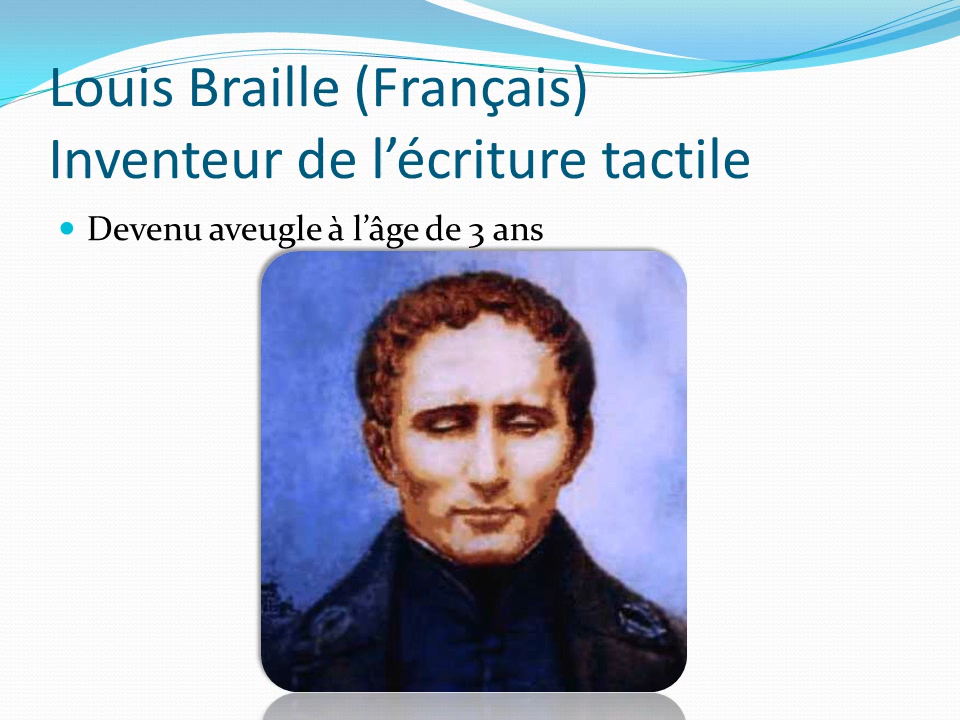 Louis Braille (Français)
Inventeur de l’écriture tactile
Devenu aveugle à l’âge de 3 ans